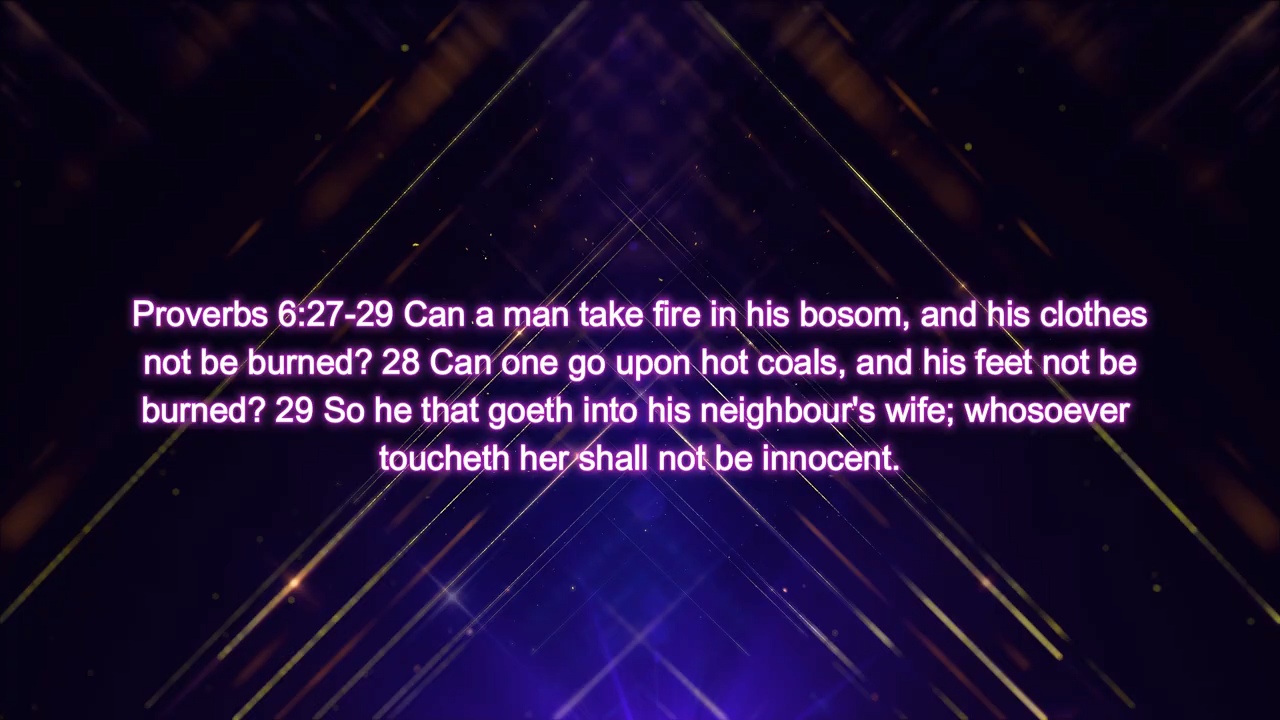 Proverbs 6:27-29 Can a man take fire in his bosom, and his clothes
not be burned? 28 Can one go upon hot coals, and his feet not be
burned? 29 So he that goeth into his neighbour's wife; whosoever
toucheth her shall not be innocent.